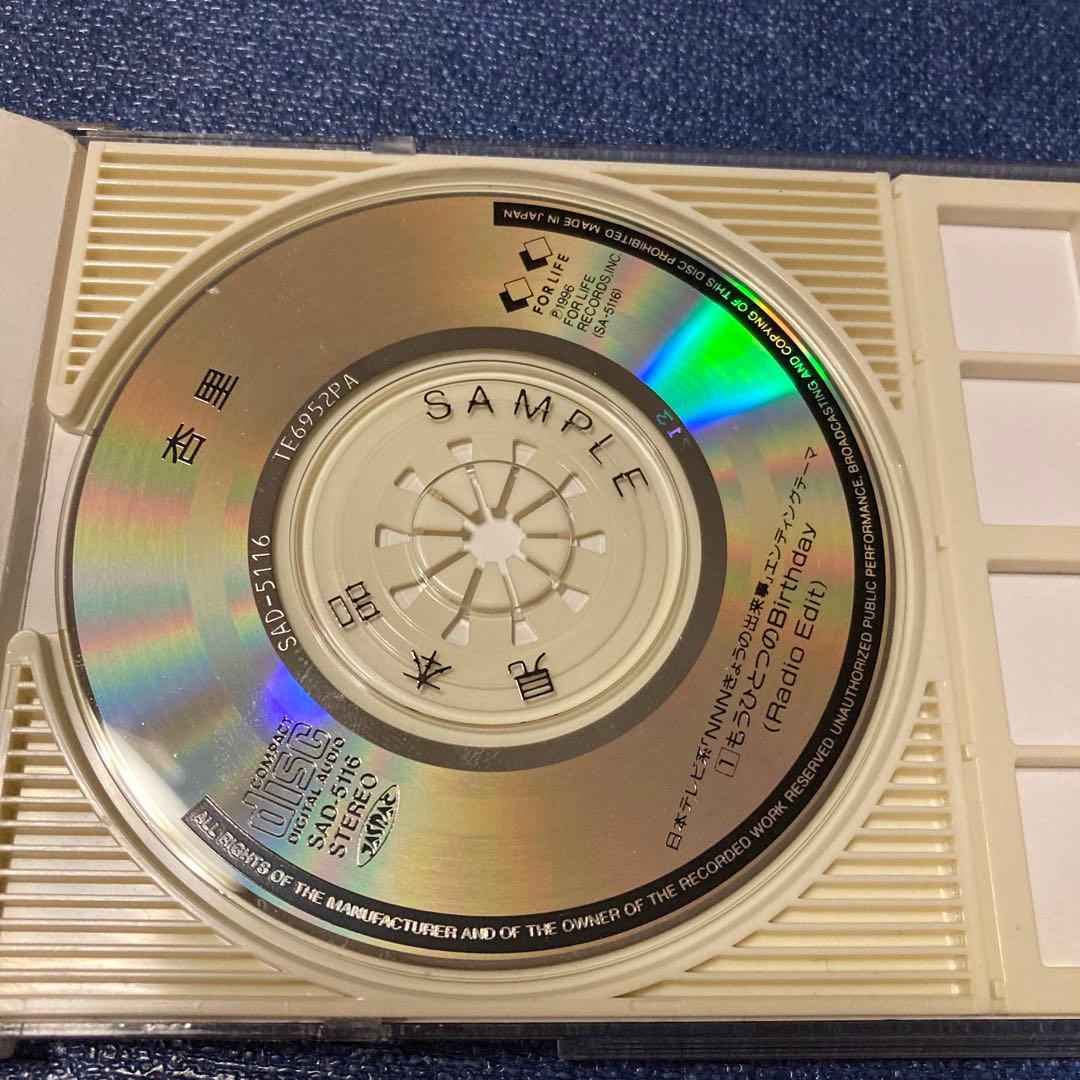 杏里
FOR LIFE
℗1996
FOR LIFE
RECORDS,INC
(SA-5116)
SAMPLE
見本品
SAD-5116 TE6952PA
日本テレビ系「NNNきょうの出来事」エンディングテーマ
1 もうひとつのBirthday
(Radio Edit)
COMPACT
disc
DIGITAL AUDIO
SAD-5116
STEREO
JASRAC
ALL RIGHTS OF THE MANUFACTURER AND OF THE OWNER OF THE RECORDED WORK RESERVED UNAUTHORIZED PUBLIC PERFORMANCE. BROADCASTING AND COPYING OF THIS DISC PROHIBITED MADE IN JAPAN